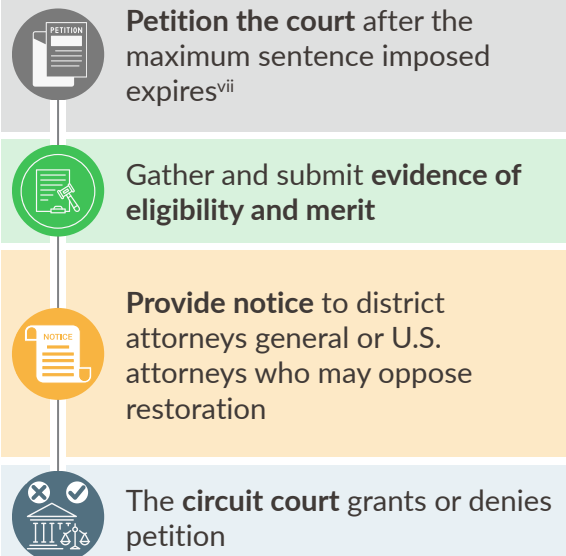 PETITION
Petition the court after the
maximum sentence imposed
expiresvii
Gather and submit evidence of
eligibility and merit
NOTICE
Provide notice to district
attorneys general or U.S.
attorneys who may oppose
restoration
The circuit court grants or denies
petition